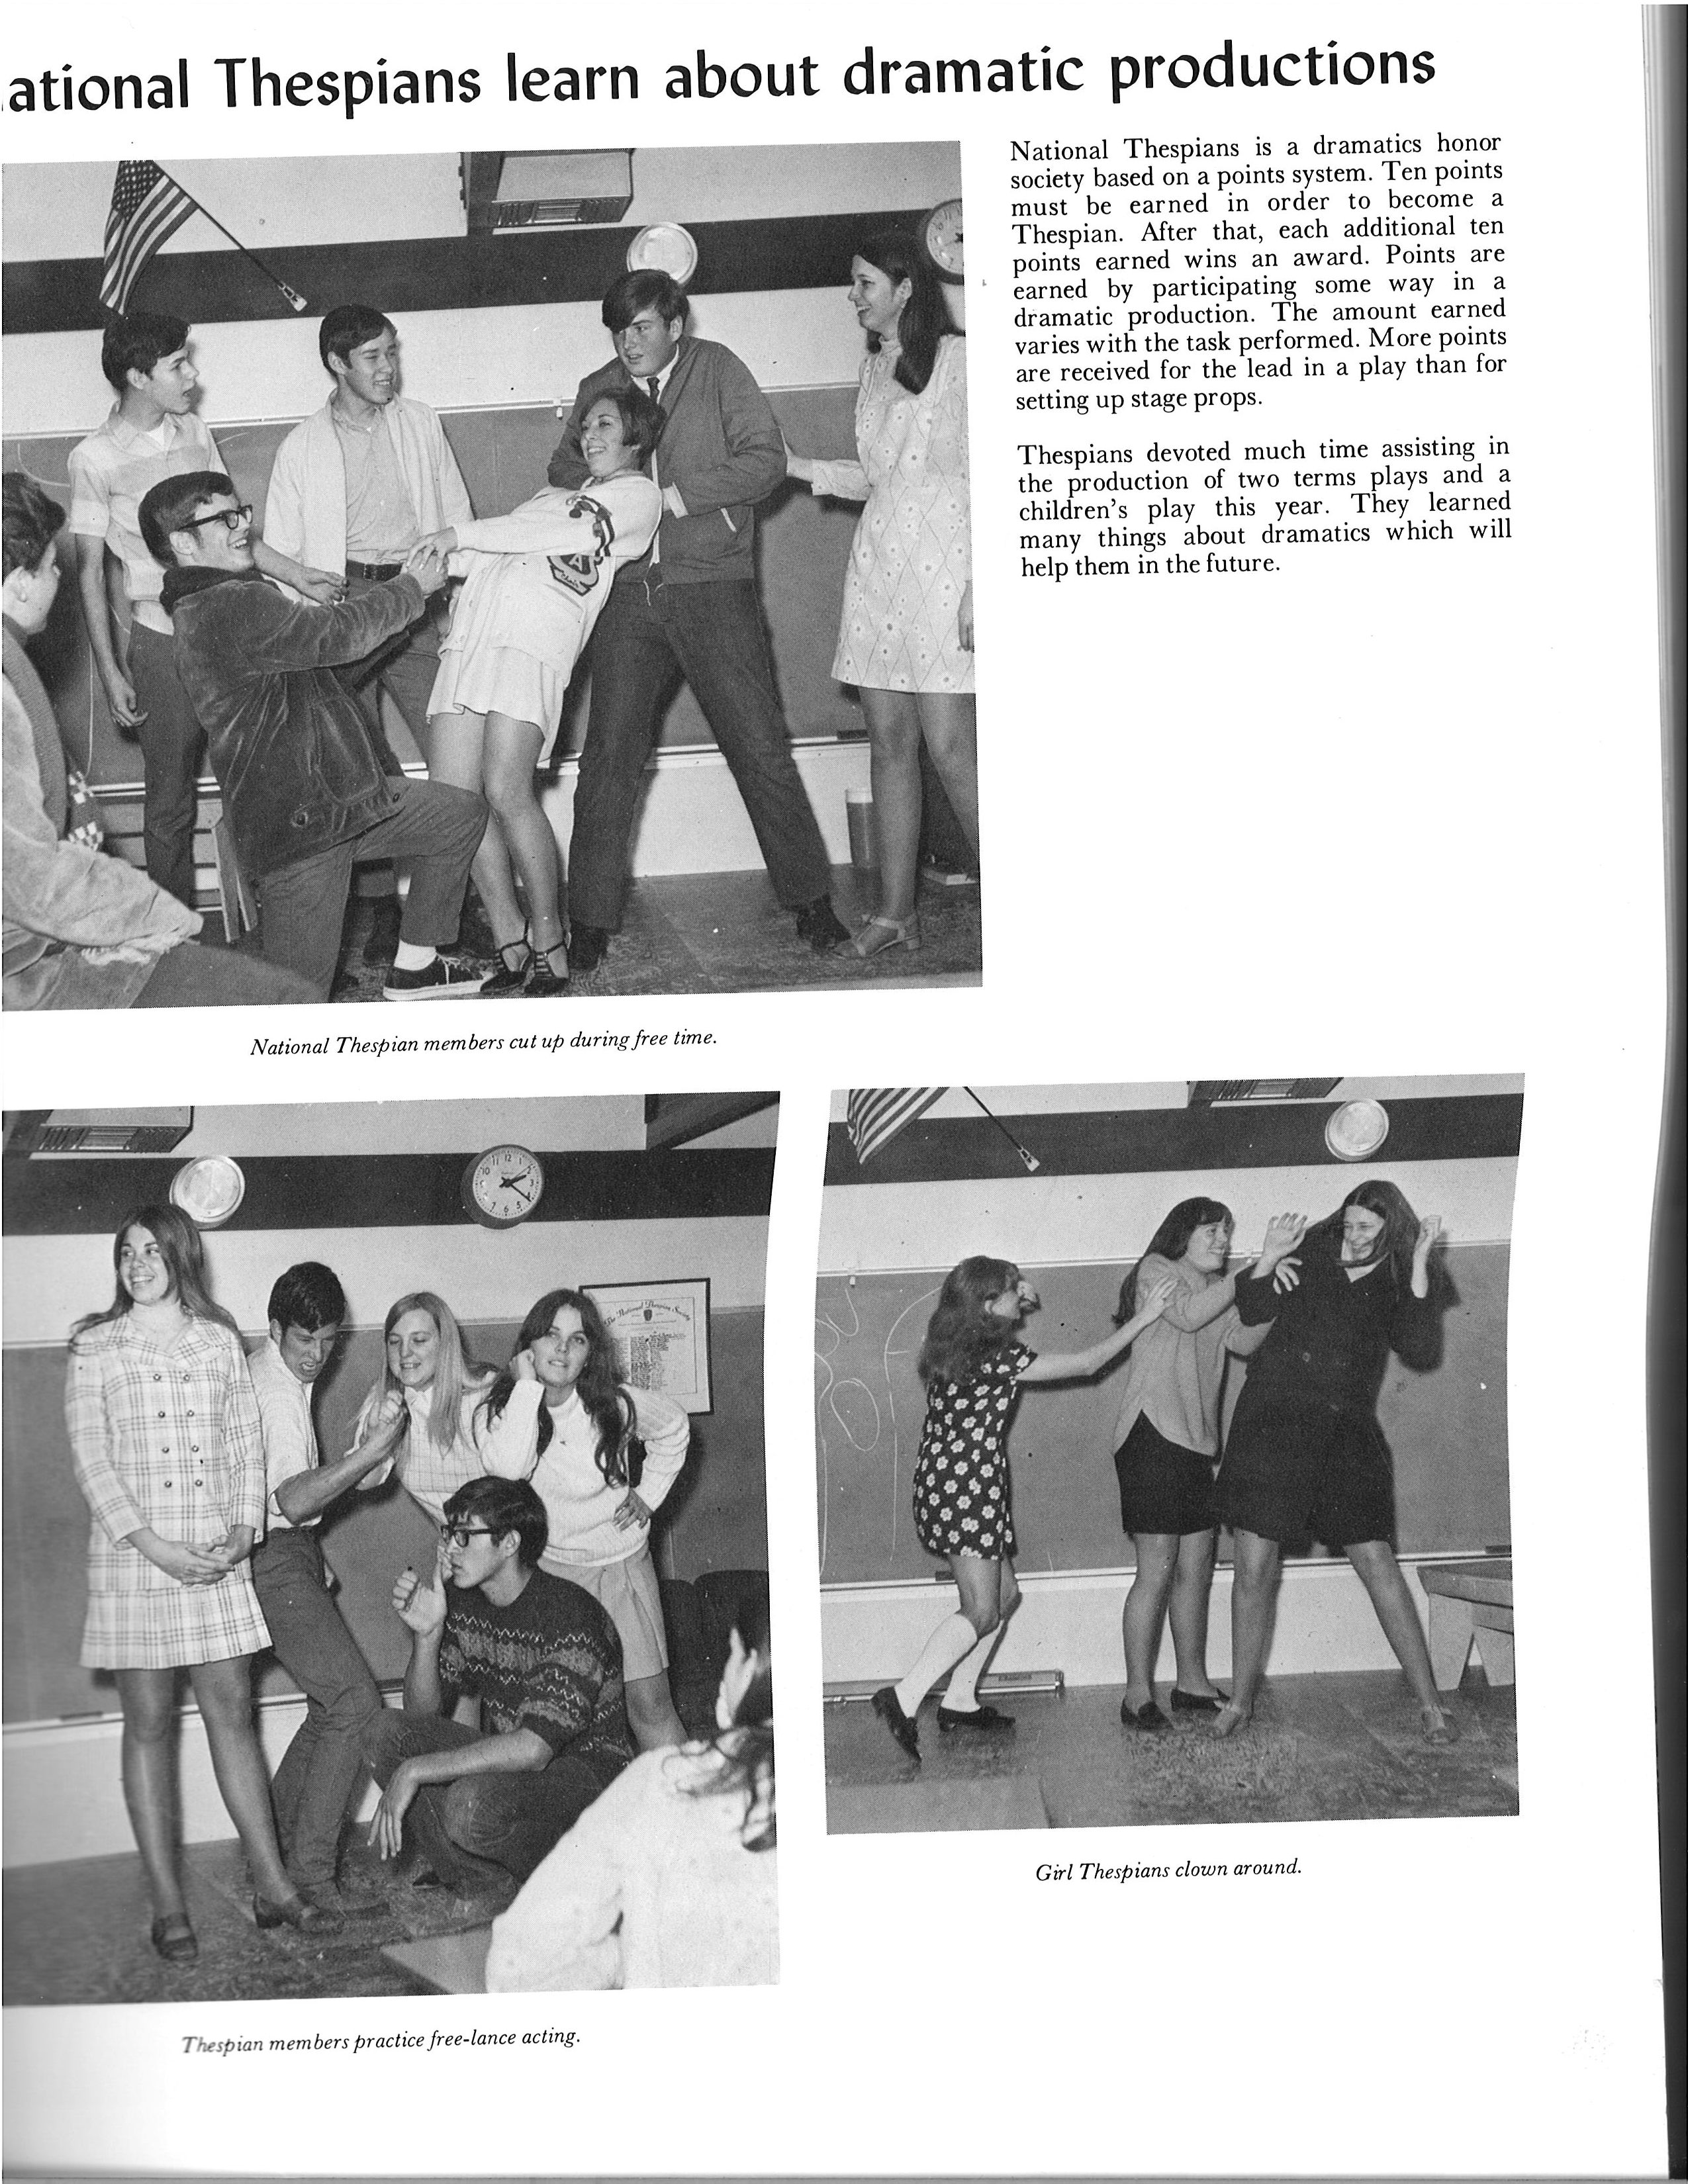 ational Thespians learn about dramatic productions
National Thespians is a dramatics honor
society based on a points system. Ten points
must be earned in order to become a
Thespian. After that, each additional ten
points earned wins an award. Points are
earned by participating some way in a
dramatic production. The amount earned
varies with the task performed. More points
are received for the lead in a play than for
setting up stage props.
Thespians devoted much time assisting in
the production of two terms plays and a
children's play this year. They learned
many things about dramatics which will
help them in the future.
A
National Thespian members cut up during free time.
The National Thespian Society
Thespian members practice free-lance acting.
Girl Thespians clown around.